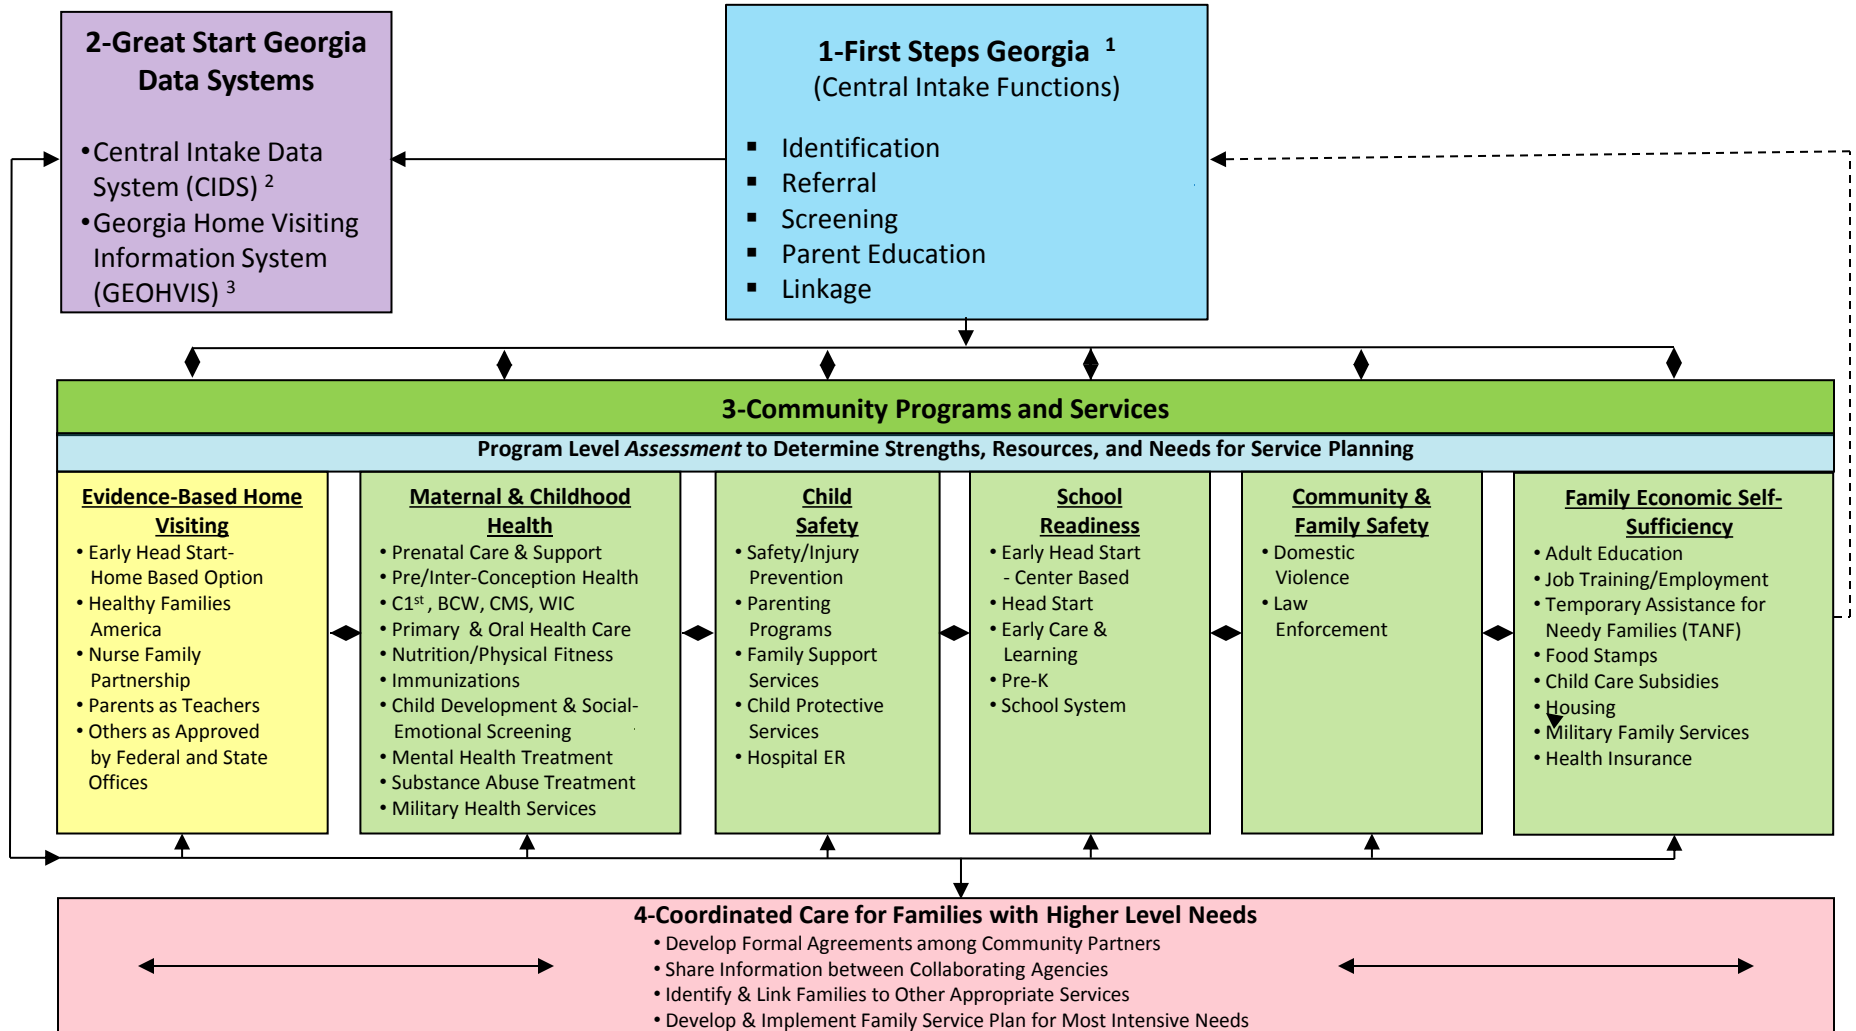 2-Great Start Georgia
Data Systems
•Central Intake Data
System (CIDS) 2
•Georgia Home Visiting
Information System
(GEOHVIS) 3
1-First Steps Georgia 1
(Central Intake Functions)
▪ Identification
▪ Referral
▪ Screening
▪ Parent Education
▪ Linkage
3-Community Programs and Services
Program Level Assessment to Determine Strengths, Resources, and Needs for Service Planning
Evidence-Based Home
Visiting
• Early Head Start-
Home Based Option
• Healthy Families
America
• Nurse Family
Partnership
• Parents as Teachers
• Others as Approved
by Federal and State
Offices
Maternal & Childhood
Health
• Prenatal Care & Support
• Pre/Inter-Conception Health
• C1st , BCW, CMS, WIC
• Primary & Oral Health Care
• Nutrition/Physical Fitness
• Immunizations
• Child Development & Social-
Emotional Screening
• Mental Health Treatment
• Substance Abuse Treatment
• Military Health Services
Child
Safety
• Safety/Injury
Prevention
• Parenting
Programs
• Family Support
Services
• Child Protective
Services
• Hospital ER
School
Readiness
• Early Head Start
- Center Based
• Head Start
• Early Care &
Learning
• Pre-K
• School System
Community &
Family Safety
• Domestic
Violence
• Law
Enforcement
Family Economic Self-
Sufficiency
• Adult Education
• Job Training/Employment
• Temporary Assistance for
Needy Families (TANF)
• Food Stamps
• Child Care Subsidies
• Housing
• Military Family Services
• Health Insurance
4-Coordinated Care for Families with Higher Level Needs
• Develop Formal Agreements among Community Partners
• Share Information between Collaborating Agencies
• Identify & Link Families to Other Appropriate Services
• Develop & Implement Family Service Plan for Most Intensive Needs